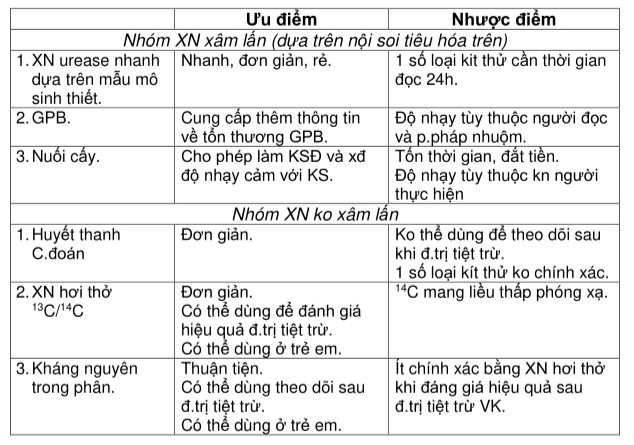 Ưu điểm Nhược điểm
Nhóm XN xâm lấn (dựa trên nội soi tiêu hóa trên)
1. XN urease nhanh dựa trên mẫu mô sinh thiết.
Nhanh, đơn giản, rẻ.
1 số loại kit thử cần thời gian đọc 24h.
2. GPB.
Cung cấp thêm thông tin về tổn thương GPB.
Độ nhạy tùy thuộc người đọc và p.pháp nhuộm.
3. Nuối cấy.
Cho phép làm KSĐ và xđ độ nhạy cảm với KS.
Tốn thời gian, đắt tiền.
Độ nhạy tùy thuộc kn người thực hiện
Nhóm XN ko xâm lấn
1. Huyết thanh C.đoán
Đơn giản.
Ko thể dùng để theo dõi sau khi đ.trị tiệt trừ.
1 số loại kít thử ko chính xác.
2. XN hơi thở ¹³C/¹⁴C
Đơn giản.
Có thể dùng để đánh giá hiệu quả đ.trị tiệt trừ.
Có thể dùng ở trẻ em.
¹⁴C mang liều thấp phóng xạ.
3. Kháng nguyên trong phân.
Thuận tiện.
Có thể dùng theo dõi sau đ.trị tiệt trừ.
Có thể dùng ở trẻ em.
Ít chính xác bằng XN hơi thở khi đáng giá hiệu quả sau đ.trị tiệt trừ VK.